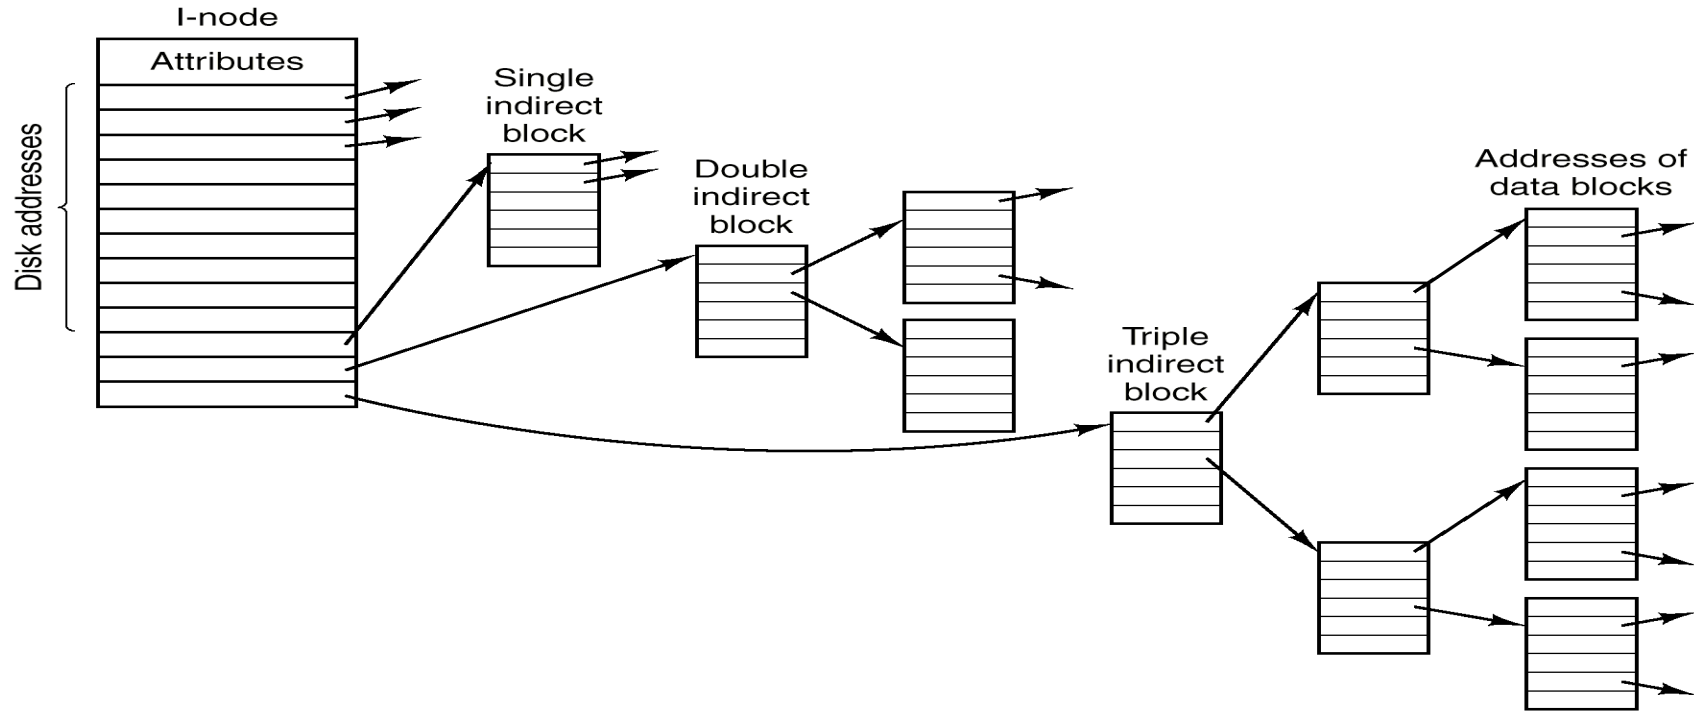 I-node
Attributes
Disk addresses
Single
indirect
block
Double
indirect
block
Triple
indirect
block
Addresses of
data blocks